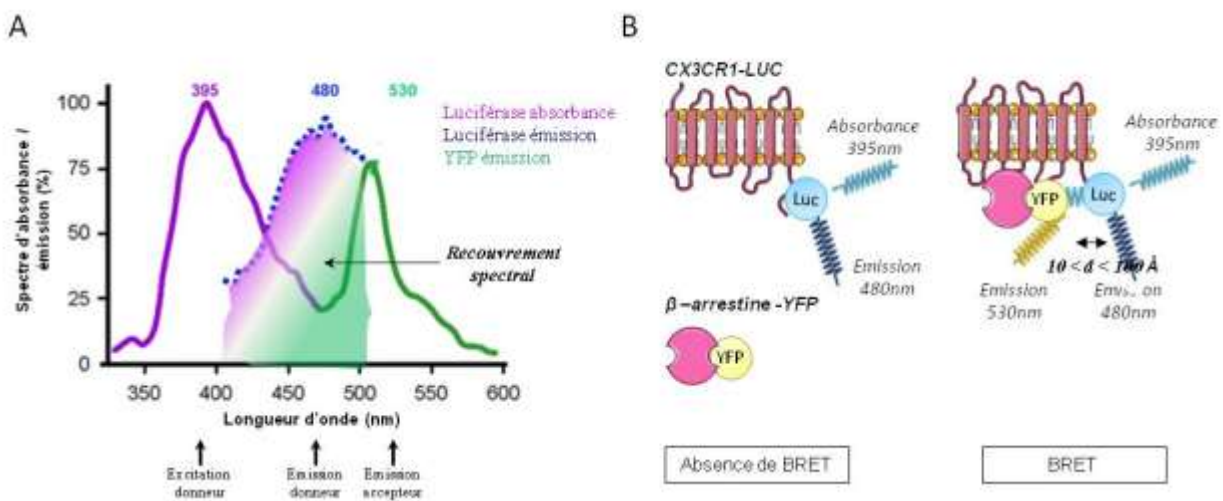 A
395
480
530
100
75
50
25
0
Spectre d'absorbance /
émission (%)
Luciférase absorbance
Luciférase émission
YFP émission
Recouvrement
spectral
350
400
450
500
550
600
Longueur d'onde (nm)
Excitation
donneur
Emission
donneur
Emission
accepteur
B
CX3CR1-LUC
Absorbance
395nm
Luc
Emission
480nm
β-arrestine -YFP
YFP
Absence de BRET
Absorbance
395nm
YFP
Luc
10 < d < 100 Å
Emission
530nm
480nm
BRET